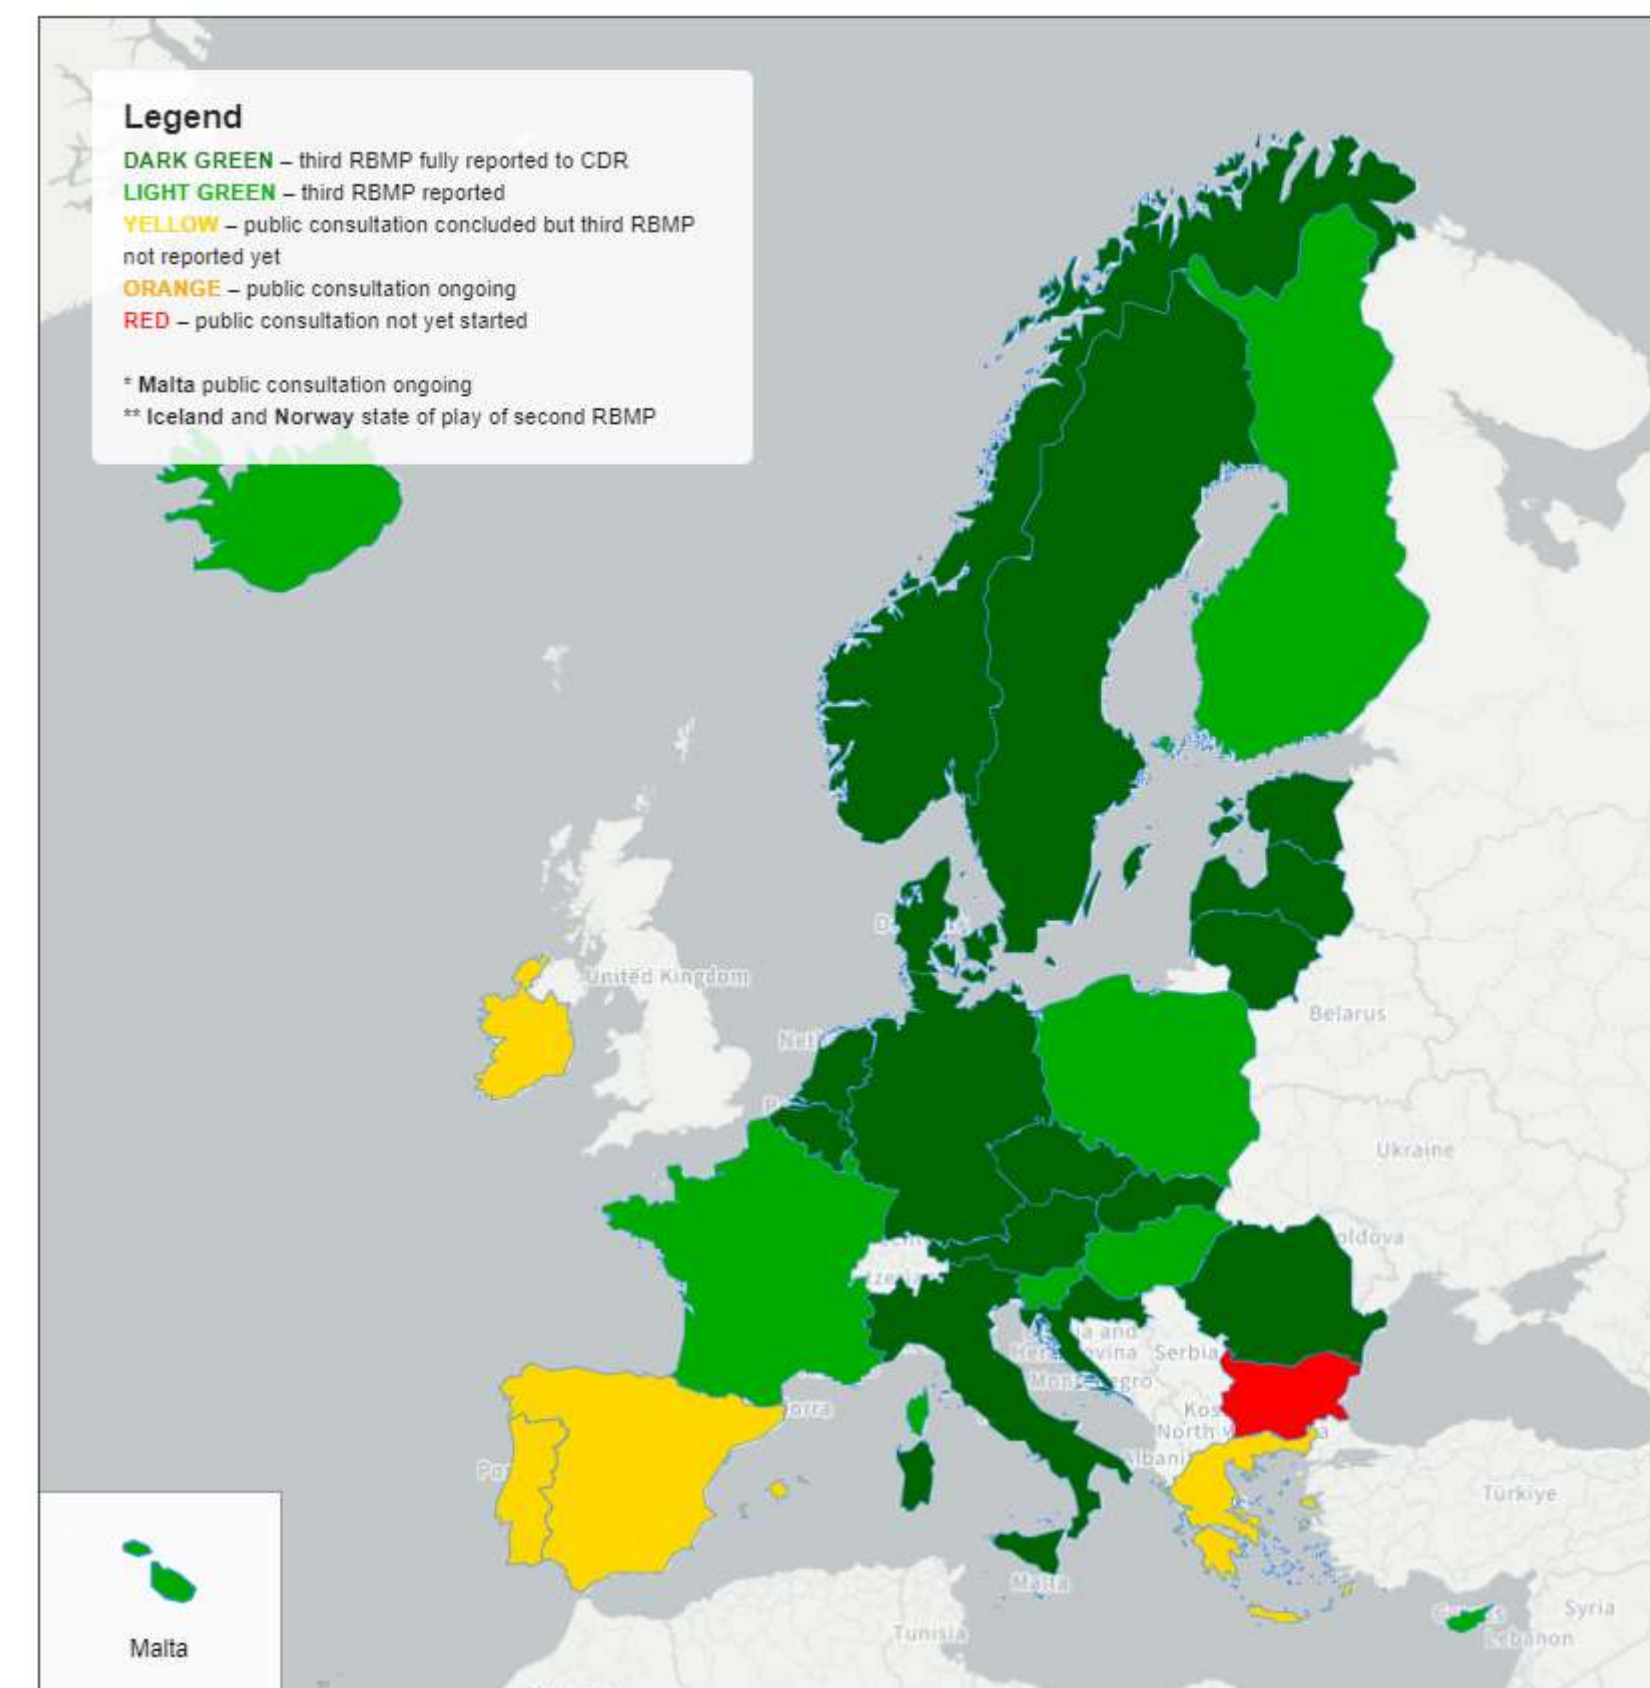 Legend
DARK GREEN – third RBMP fully reported to CDR
LIGHT GREEN – third RBMP reported
YELLOW – public consultation concluded but third RBMP
not reported yet
ORANGE – public consultation ongoing
RED – public consultation not yet started
* Malta public consultation ongoing
** Iceland and Norway state of play of second RBMP
United Kingdom
Belarus
Ukraine
oldova
Serbia
Türkiye
Malta
Tunisia
Syria
Lebanon
Malta